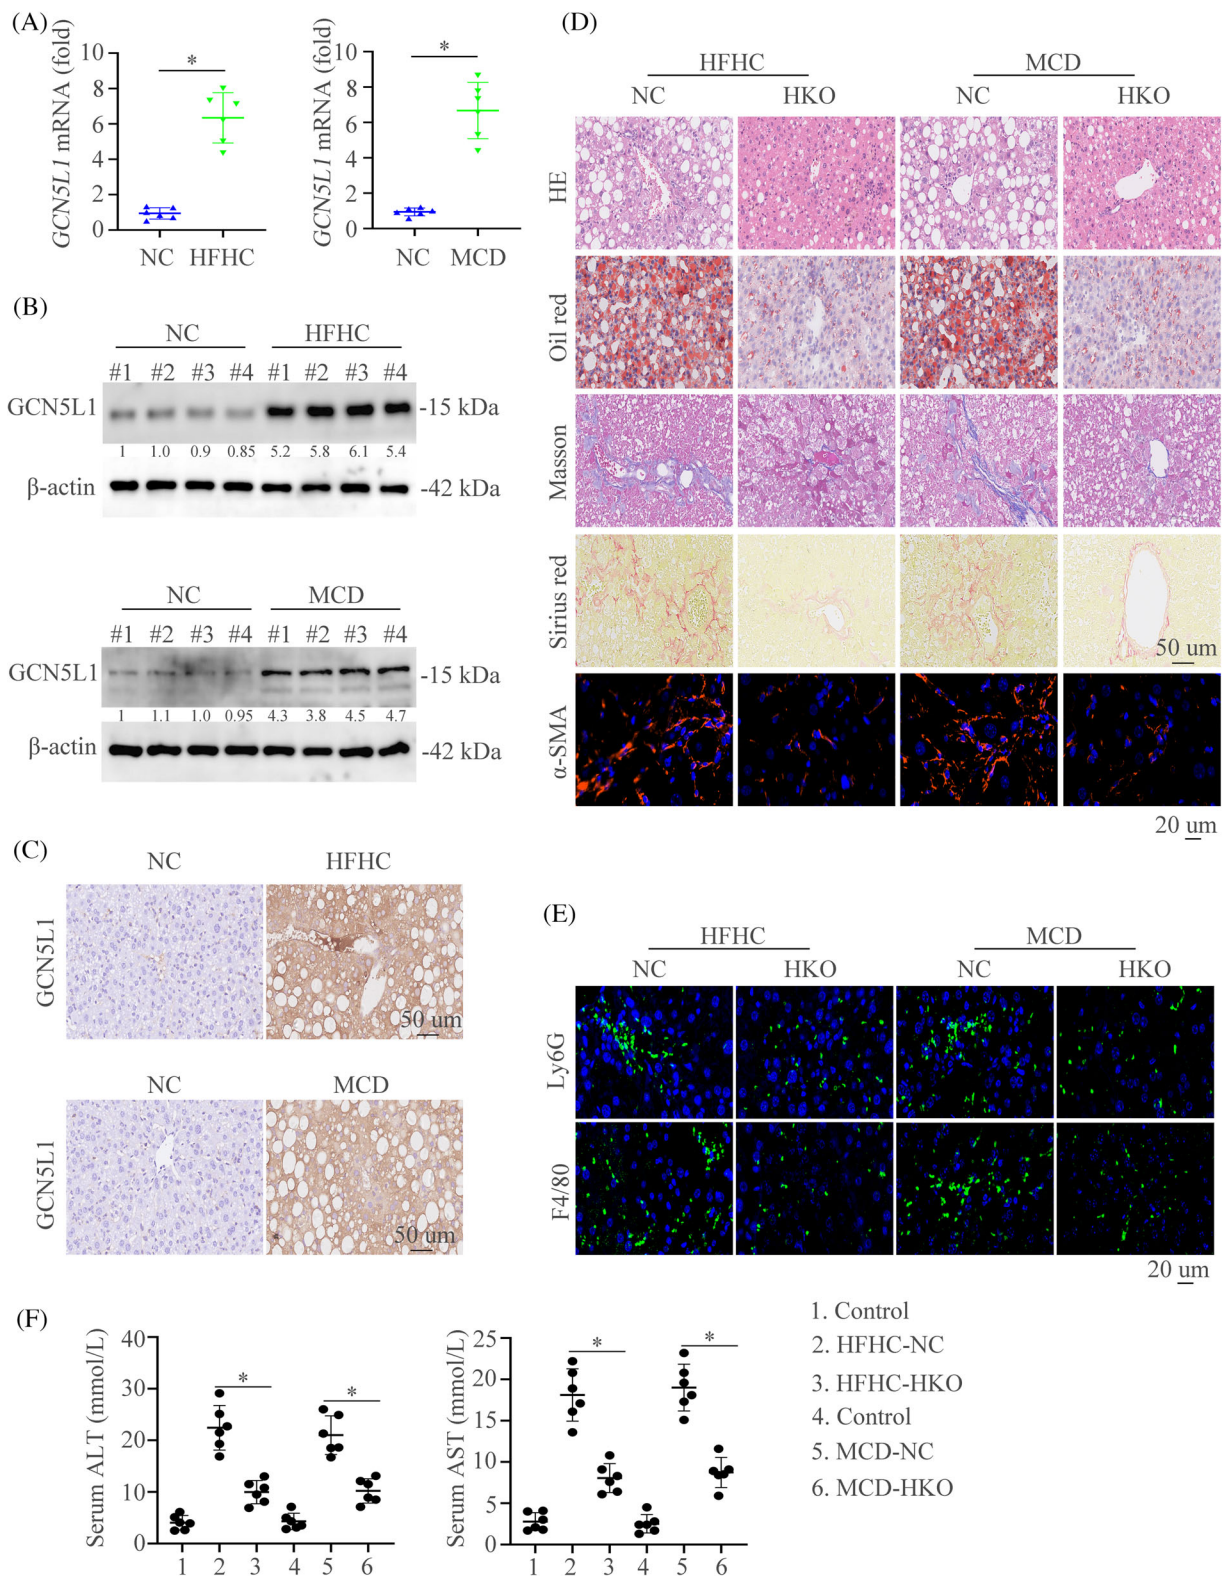 (A)
GCN5L1 mRNA (fold)
10
8
6
4
2
0
*
NC HFHC
GCN5L1 mRNA (fold)
10
8
6
4
2
0
*
NC MCD
(B)
NC HFHC
#1 #2 #3 #4 #1 #2 #3 #4
GCN5L1 -15 kDa
1 1.0 0.9 0.85 5.2 5.8 6.1 5.4
β-actin -42 kDa
NC MCD
#1 #2 #3 #4 #1 #2 #3 #4
GCN5L1 -15 kDa
1 1.1 1.0 0.95 4.3 3.8 4.5 4.7
β-actin -42 kDa
(C)
NC HFHC
GCN5L1
50 um
NC MCD
GCN5L1
50 um
(D)
HFHC MCD
NC HKO NC HKO
HE
Oil red
Masson
Sirius red
50 um
α-SMA
20 um
(E)
HFHC MCD
NC HKO NC HKO
Ly6G
F4/80
20 um
(F)
Serum ALT (mmol/L)
40
30
20
10
0
* *
1 2 3 4 5 6
Serum AST (mmol/L)
25
20
15
10
5
0
* *
1 2 3 4 5 6
1. Control
2. HFHC-NC
3. HFHC-HKO
4. Control
5. MCD-NC
6. MCD-HKO